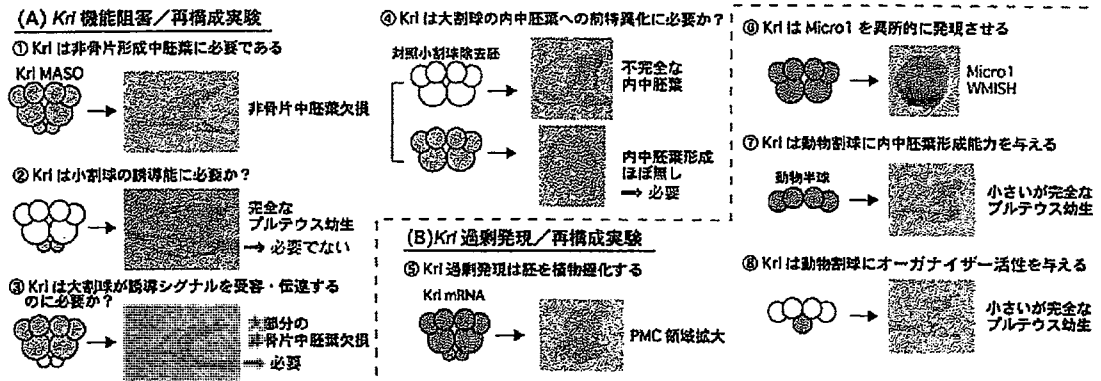 (A) Krl 機能阻害/再構成実験
① Krl は非骨片形成中胚葉に必要である
Krl MASO
非骨片中胚葉欠損
② Krl は小割球の誘導能に必要か?
完全な
プルテウス幼生
→ 必要でない
③ Krl は大割球が誘導シグナルを受容・伝達する
のに必要か?
大部分の
非骨片中胚葉欠損
→ 必要
④ Krl は大割球の内中胚葉への前特異化に必要か?
対照小割球除去胚
不完全な
内中胚葉
内中胚葉形成
ほぼ無し
→ 必要
(B) Krl 過剰発現/再構成実験
⑤ Krl 過剰発現は胚を植物極化する
Krl mRNA
PMC 領域拡大
⑥ Krl は Micro1 を異所的に発現させる
Micro1
WMISH
⑦ Krl は動物割球に内中胚葉形成能力を与える
動物半球
小さいが完全な
プルテウス幼生
⑧ Krl は動物割球にオーガナイザー活性を与える
小さいが完全な
プルテウス幼生